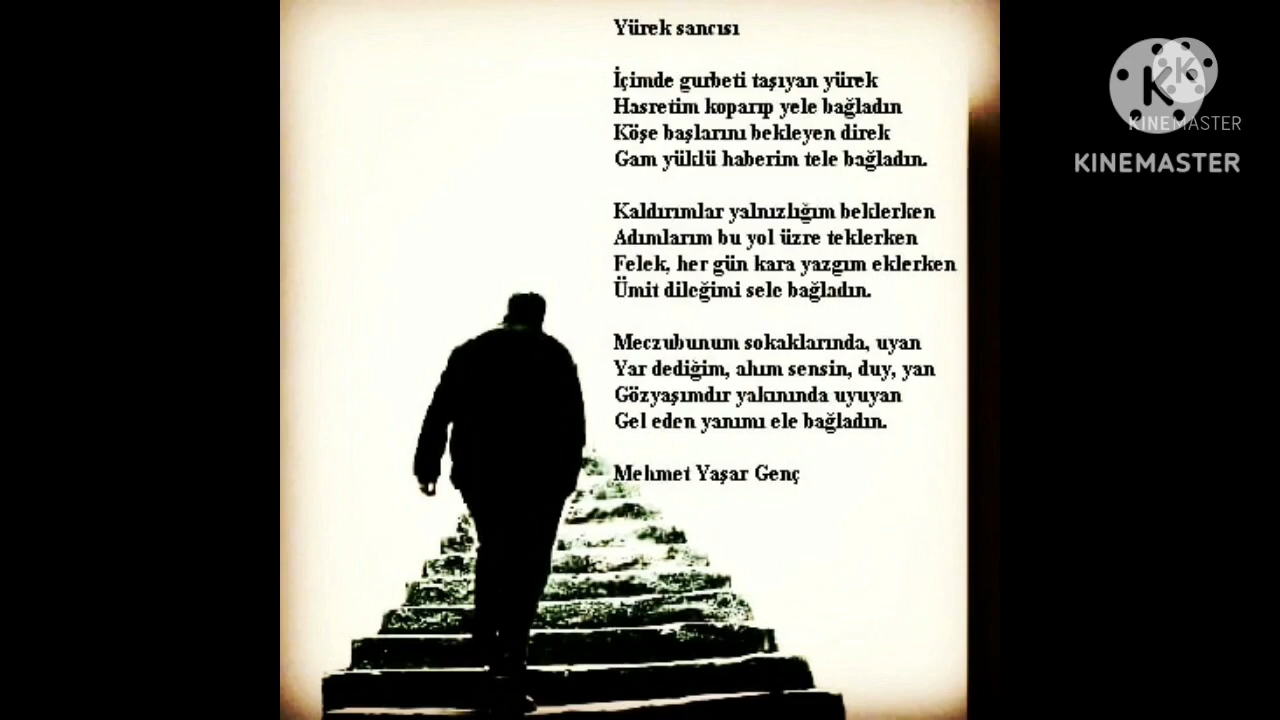 Yürek sancısı
İçimde gurbeti taşıyan yürek
Hasretim koparıp yele bağladın
Köşe başlarını bekleyen direk
Gam yüklü haberim tele bağladın.
Kaldırımlar yalnızlığım beklerken
Adımlarım bu yol üzre teklerken
Felek, her gün kara yazgım eklerken
Ümit dileğimi sele bağladın.
Meczubunum sokaklarında, uyan
Yar dediğim, ahım sensin, duy, yan
Gözyaşımdır yakınında uyuyan
Gel eden yanımı ele bağladın.
Mehmet Yaşar Genç
K
K
KINEMASTER
KINEMASTER